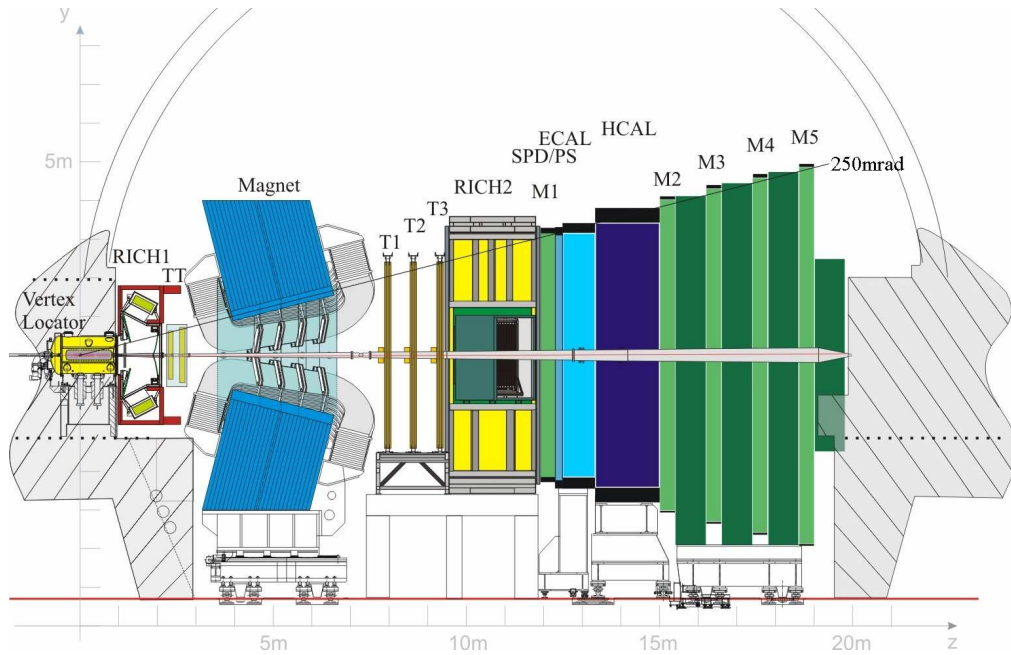 y
5m
Vertex
Locator
RICH1
TT
Magnet
T1
T2
T3
RICH2
M1
SPD/PS
ECAL
HCAL
M2
M3
M4
M5
250mrad
5m
10m
15m
20m
z